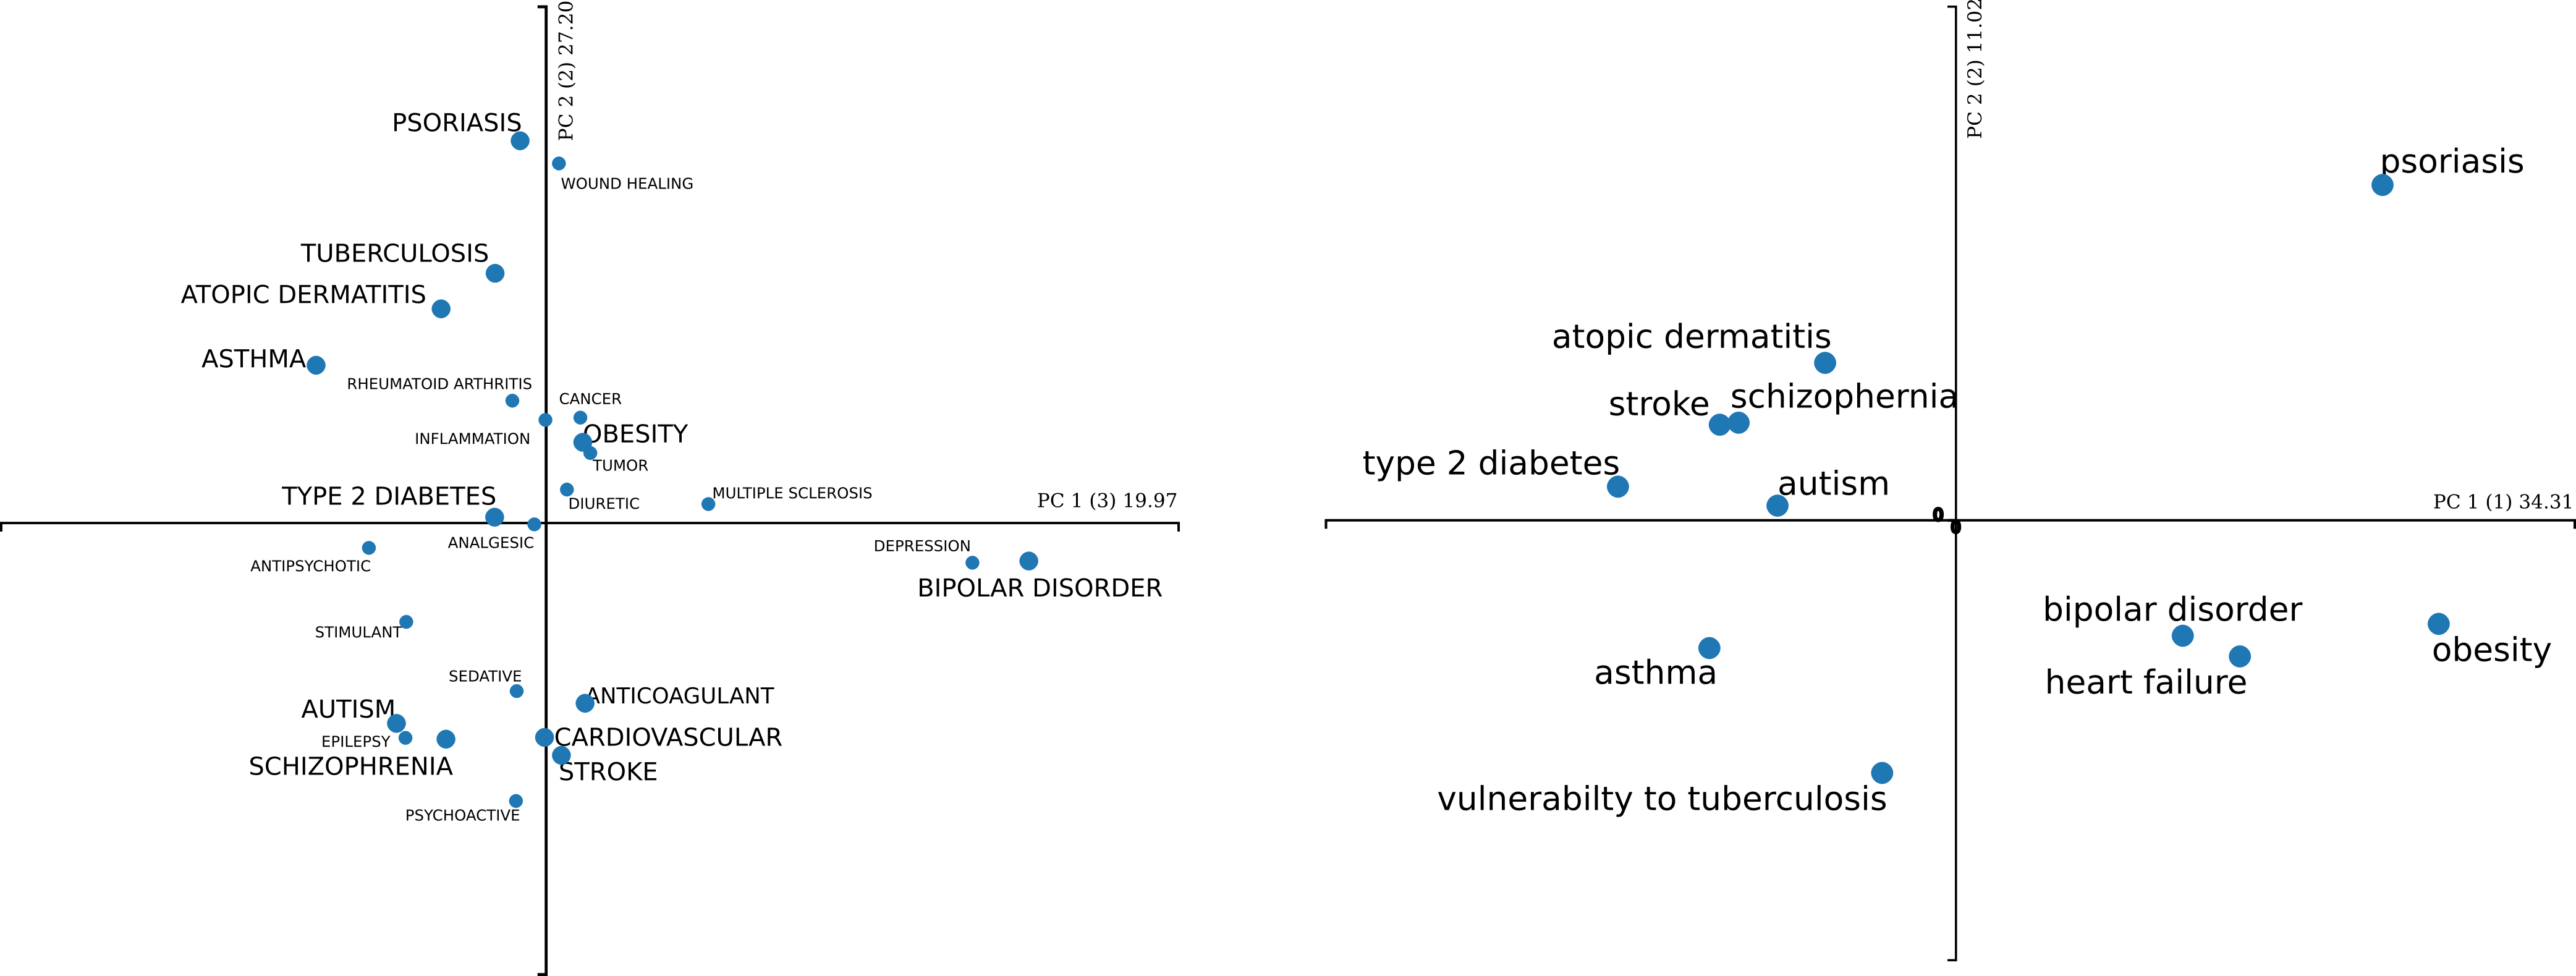 PC 2 (2) 27.20
PSORIASIS
WOUND HEALING
TUBERCULOSIS
ATOPIC DERMATITIS
ASTHMA
RHEUMATOID ARTHRITIS
CANCER
INFLAMMATION
OBESITY
TUMOR
TYPE 2 DIABETES
DIURETIC
MULTIPLE SCLEROSIS
PC 1 (3) 19.97
ANALGESIC
ANTIPSYCHOTIC
DEPRESSION
BIPOLAR DISORDER
STIMULANT
SEDATIVE
ANTICOAGULANT
AUTISM
EPILEPSY
CARDIOVASCULAR
SCHIZOPHRENIA
STROKE
PSYCHOACTIVE
PC 2 (2) 11.02
psoriasis
atopic dermatitis
stroke
schizophernia
type 2 diabetes
autism
0
0
PC 1 (1) 34.31
bipolar disorder
obesity
asthma
heart failure
vulnerabilty to tuberculosis